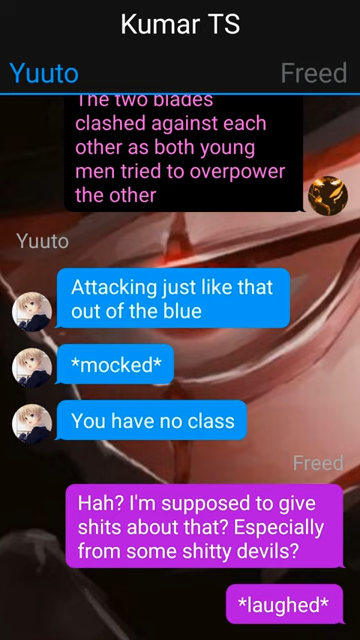 Kumar TS
Yuuto
Freed
The two blades
clashed against each
other as both young
men tried to overpower
the other
Yuuto
Attacking just like that
out of the blue
*mocked*
You have no class
Freed
Hah? I'm supposed to give
shits about that? Especially
from some shitty devils?
*laughed*